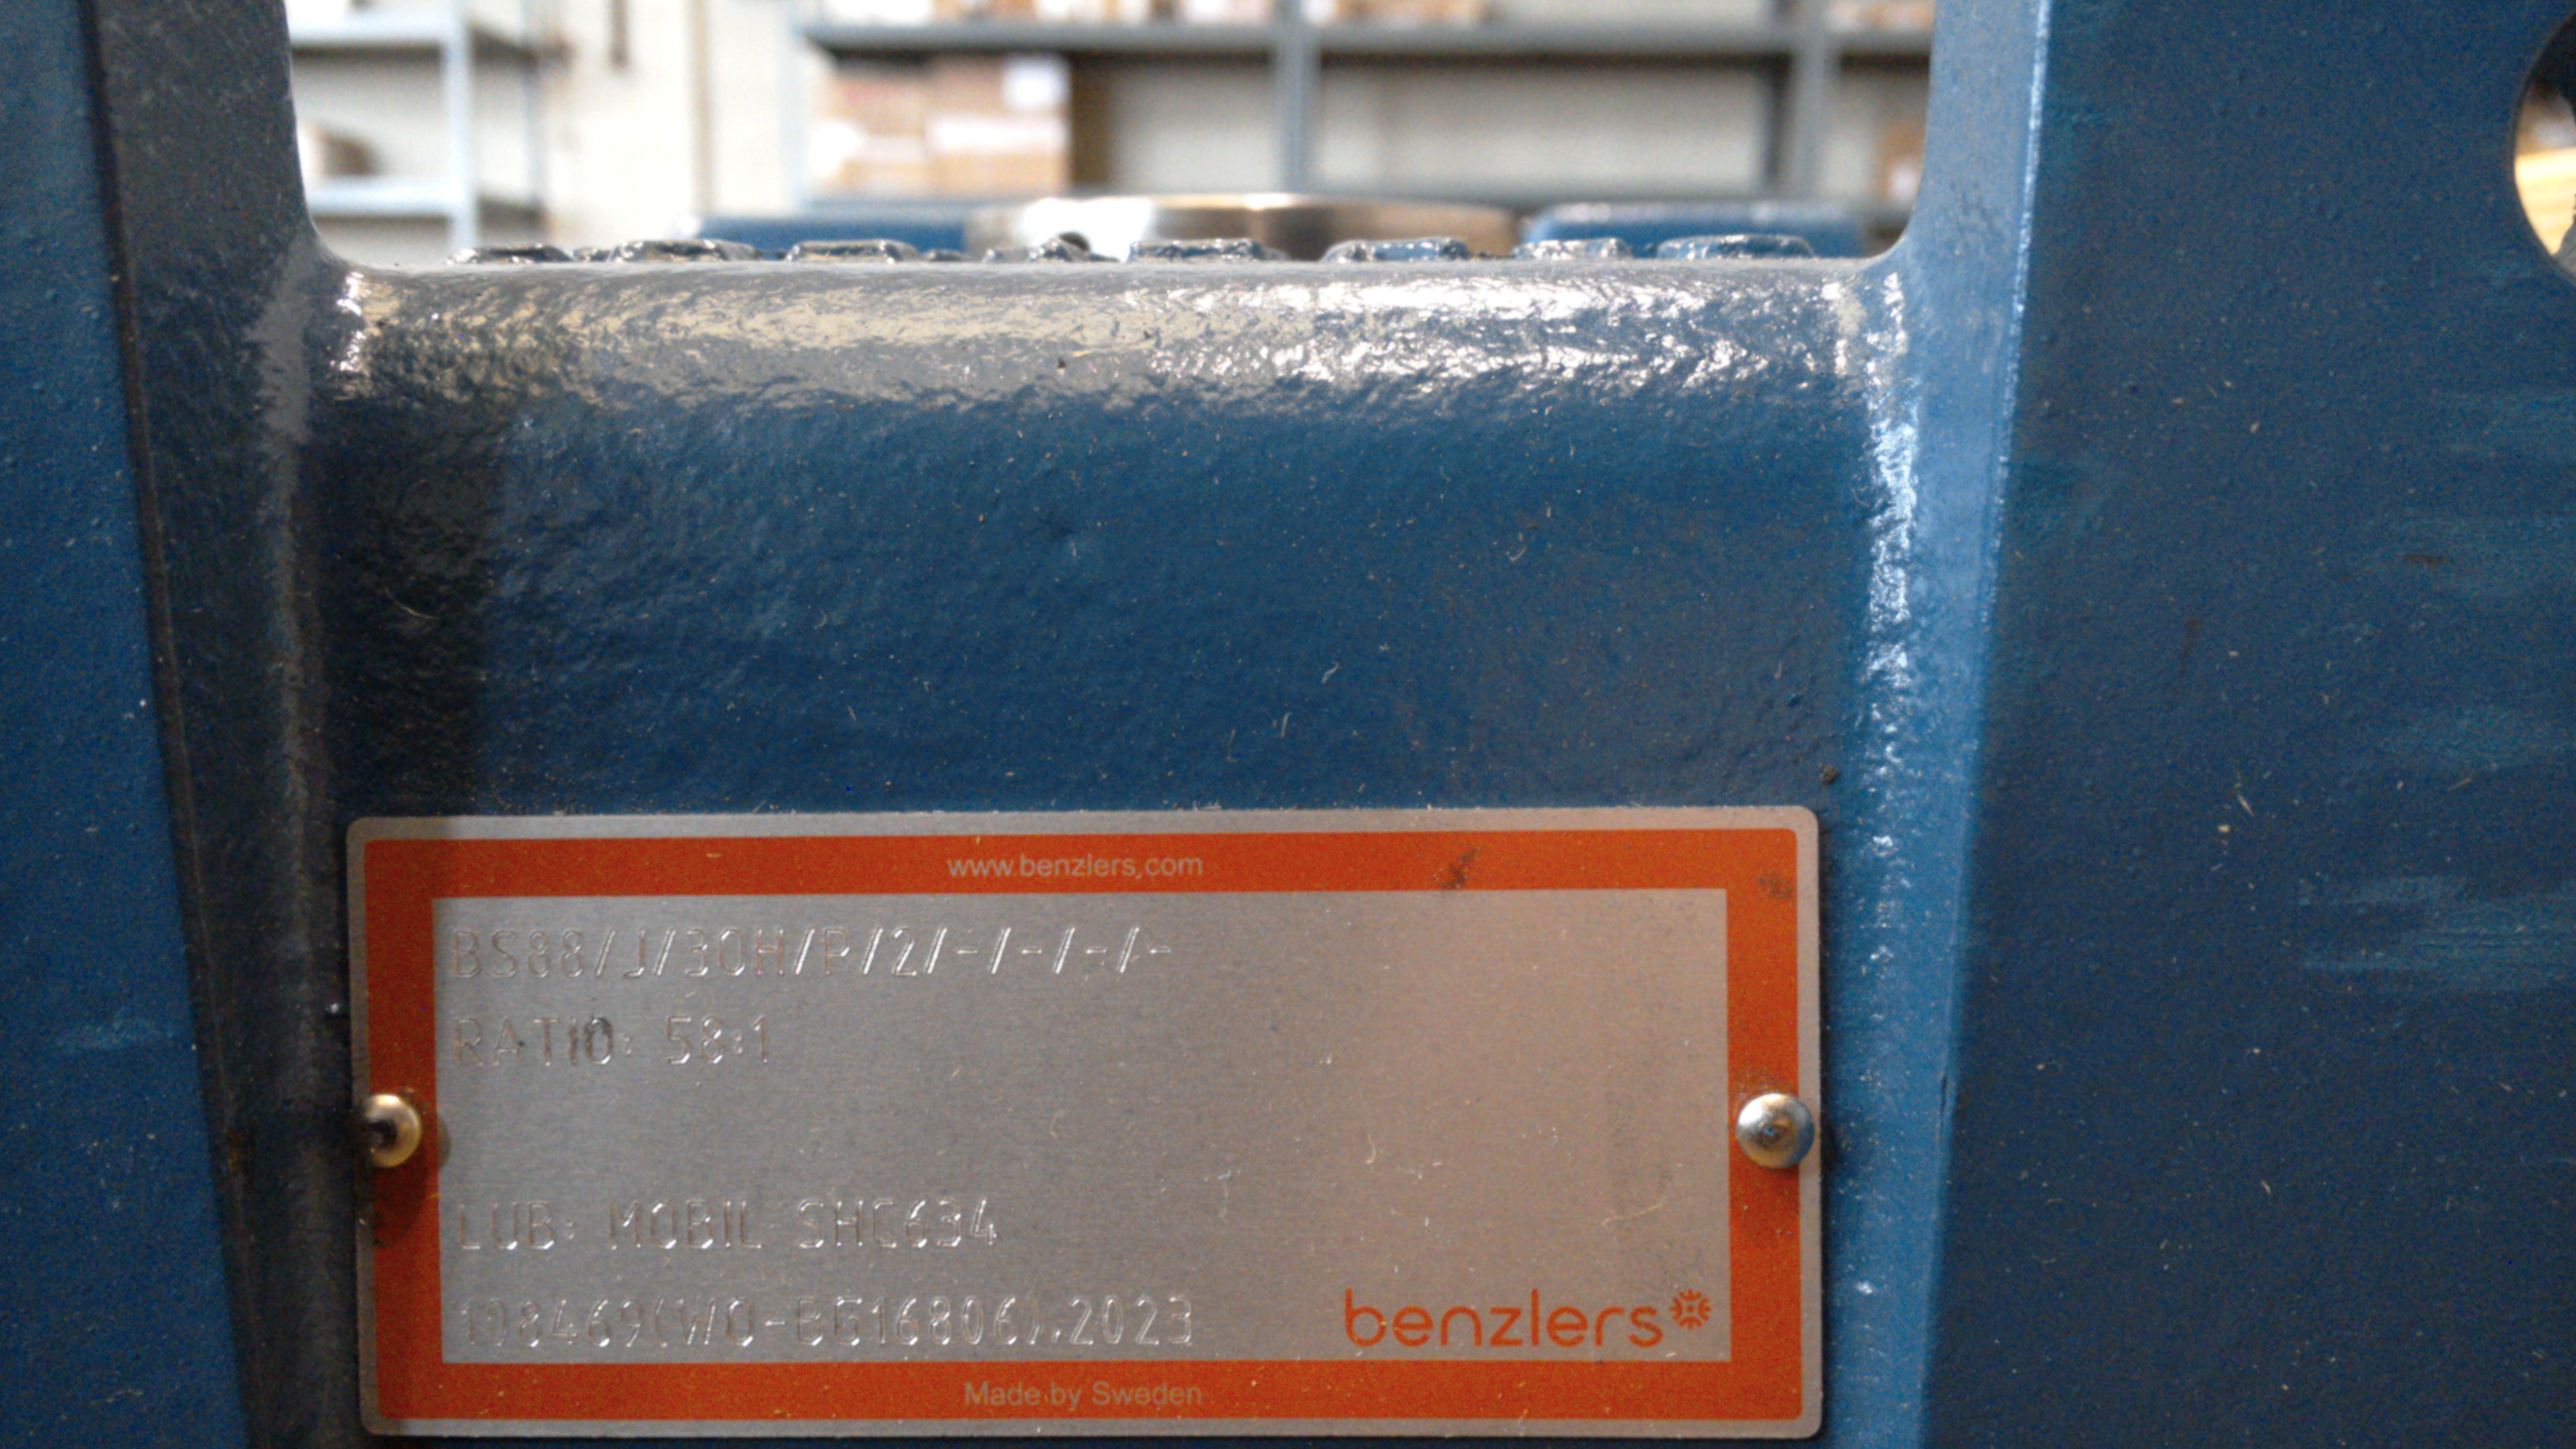 www.benzlers.com
BS88/J/30H/P/2/-/-/-/-
RATIO: 58:1
LUB: MOBIL SHC634
108469(WO-BG16806).2023
benzlers
Made by Sweden